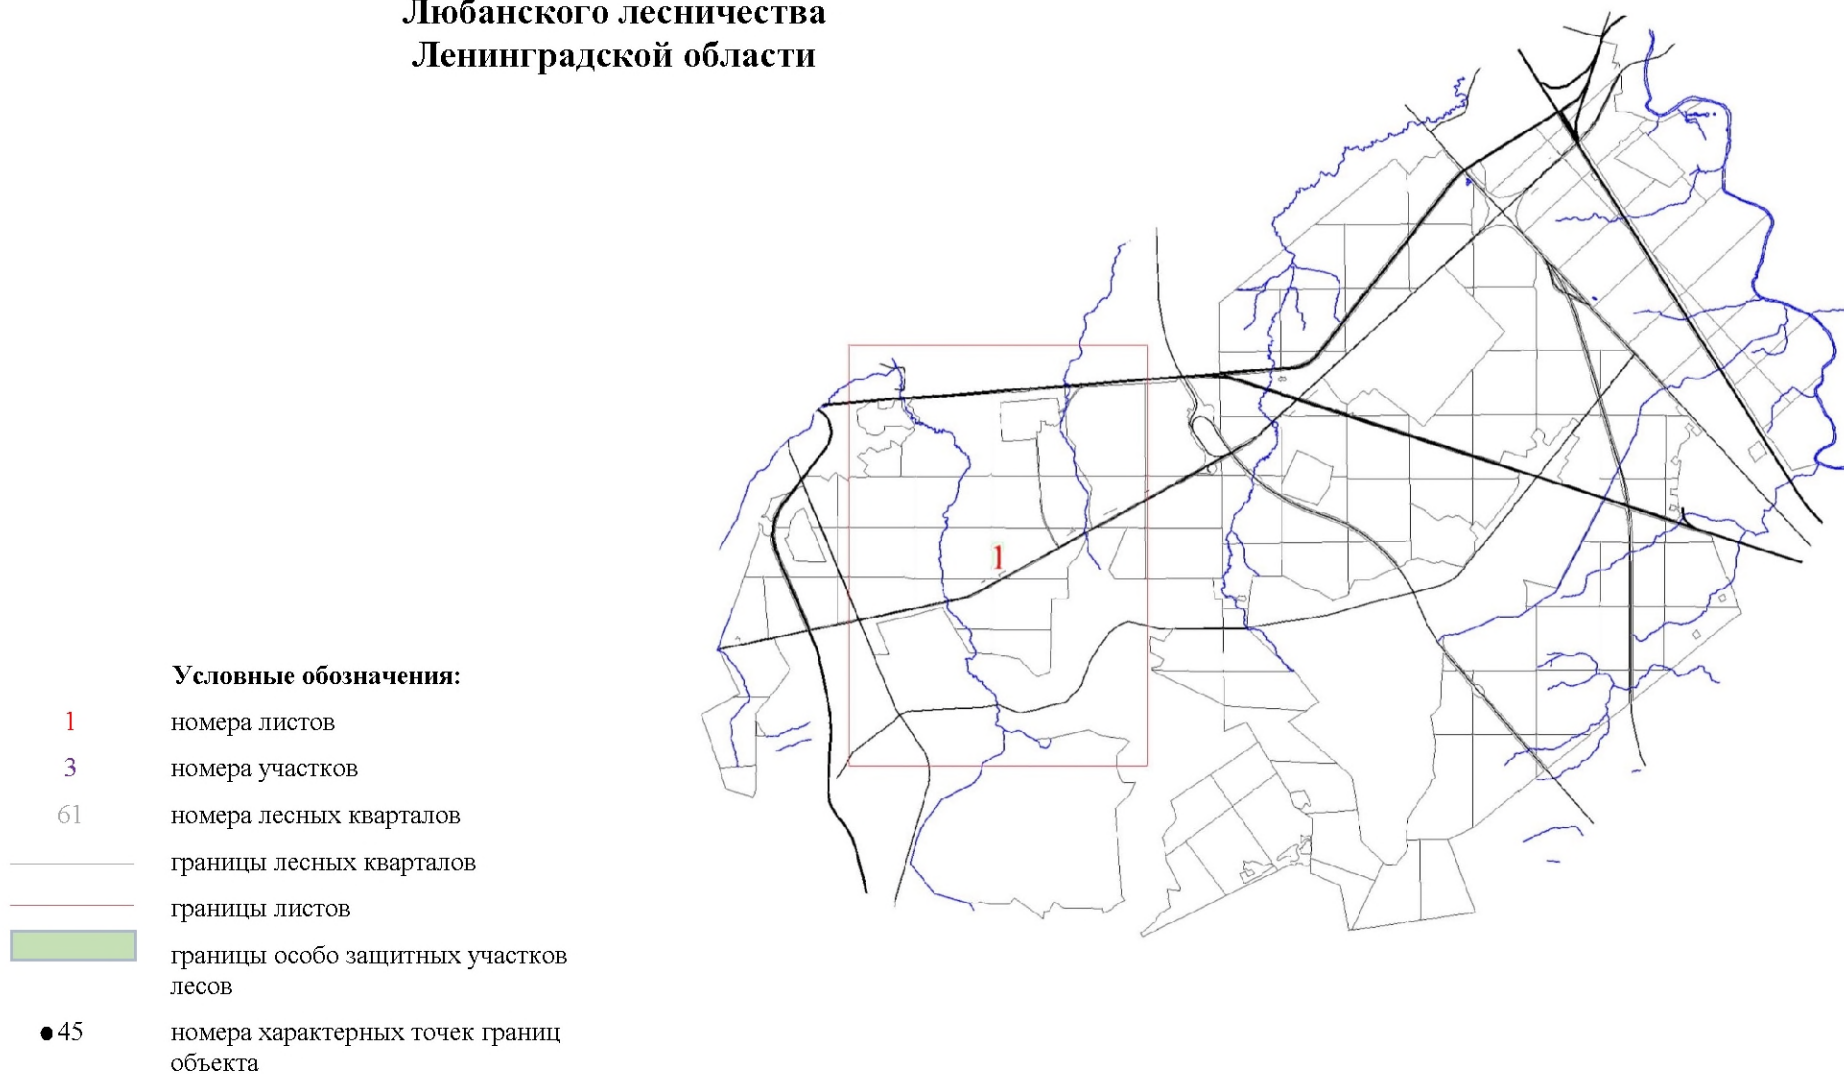 Любанского лесничества
Ленинградской области
1
Условные обозначения:
1 номера листов
3 номера участков
61 номера лесных кварталов
границы лесных кварталов
границы листов
границы особо защитных участков
лесов
45 номера характерных точек границ
объекта